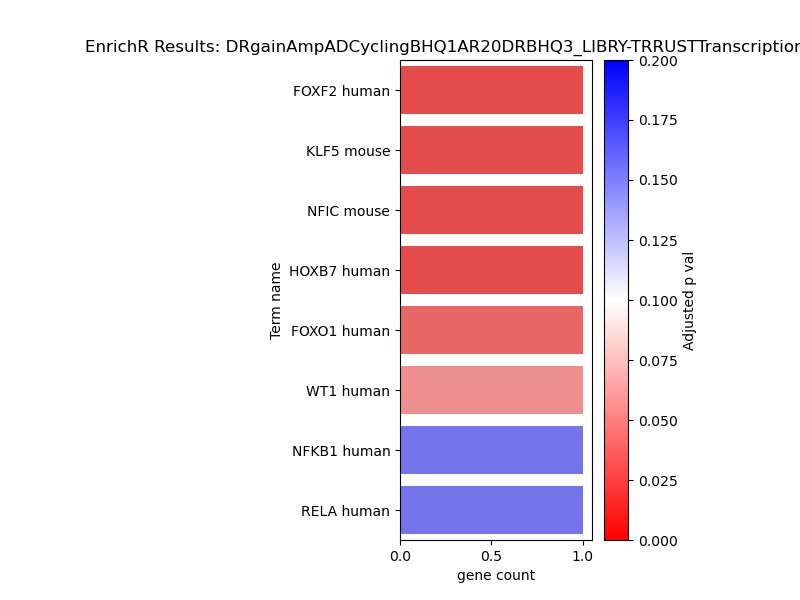 EnrichR Results: DRgainAmpADCyclingBHQ1AR20DRBHQ3_LIBRY-TRRUSTTranscription
FOXF2 human
KLF5 mouse
NFIC mouse
HOXB7 human
FOXO1 human
WT1 human
NFKB1 human
RELA human
Term name
0.0
0.5
1.0
gene count
0.200
0.175
0.150
0.125
0.100
0.075
0.050
0.025
0.000
Adjusted p val